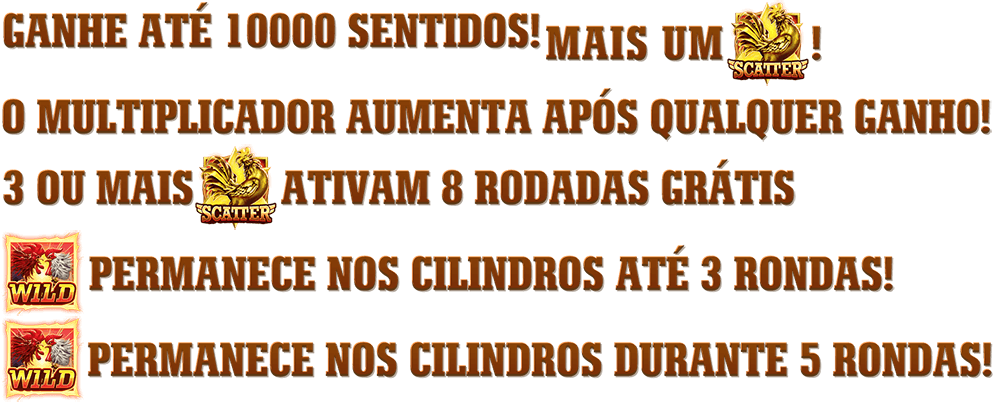 GANHE ATÉ 10000 SENTIDOS!
MAIS UM SCATTER!
O MULTIPLICADOR AUMENTA APÓS QUALQUER GANHO!
3 OU MAIS SCATTER ATIVAM 8 RODADAS GRÁTIS
WILD PERMANECE NOS CILINDROS ATÉ 3 RONDAS!
WILD PERMANECE NOS CILINDROS DURANTE 5 RONDAS!